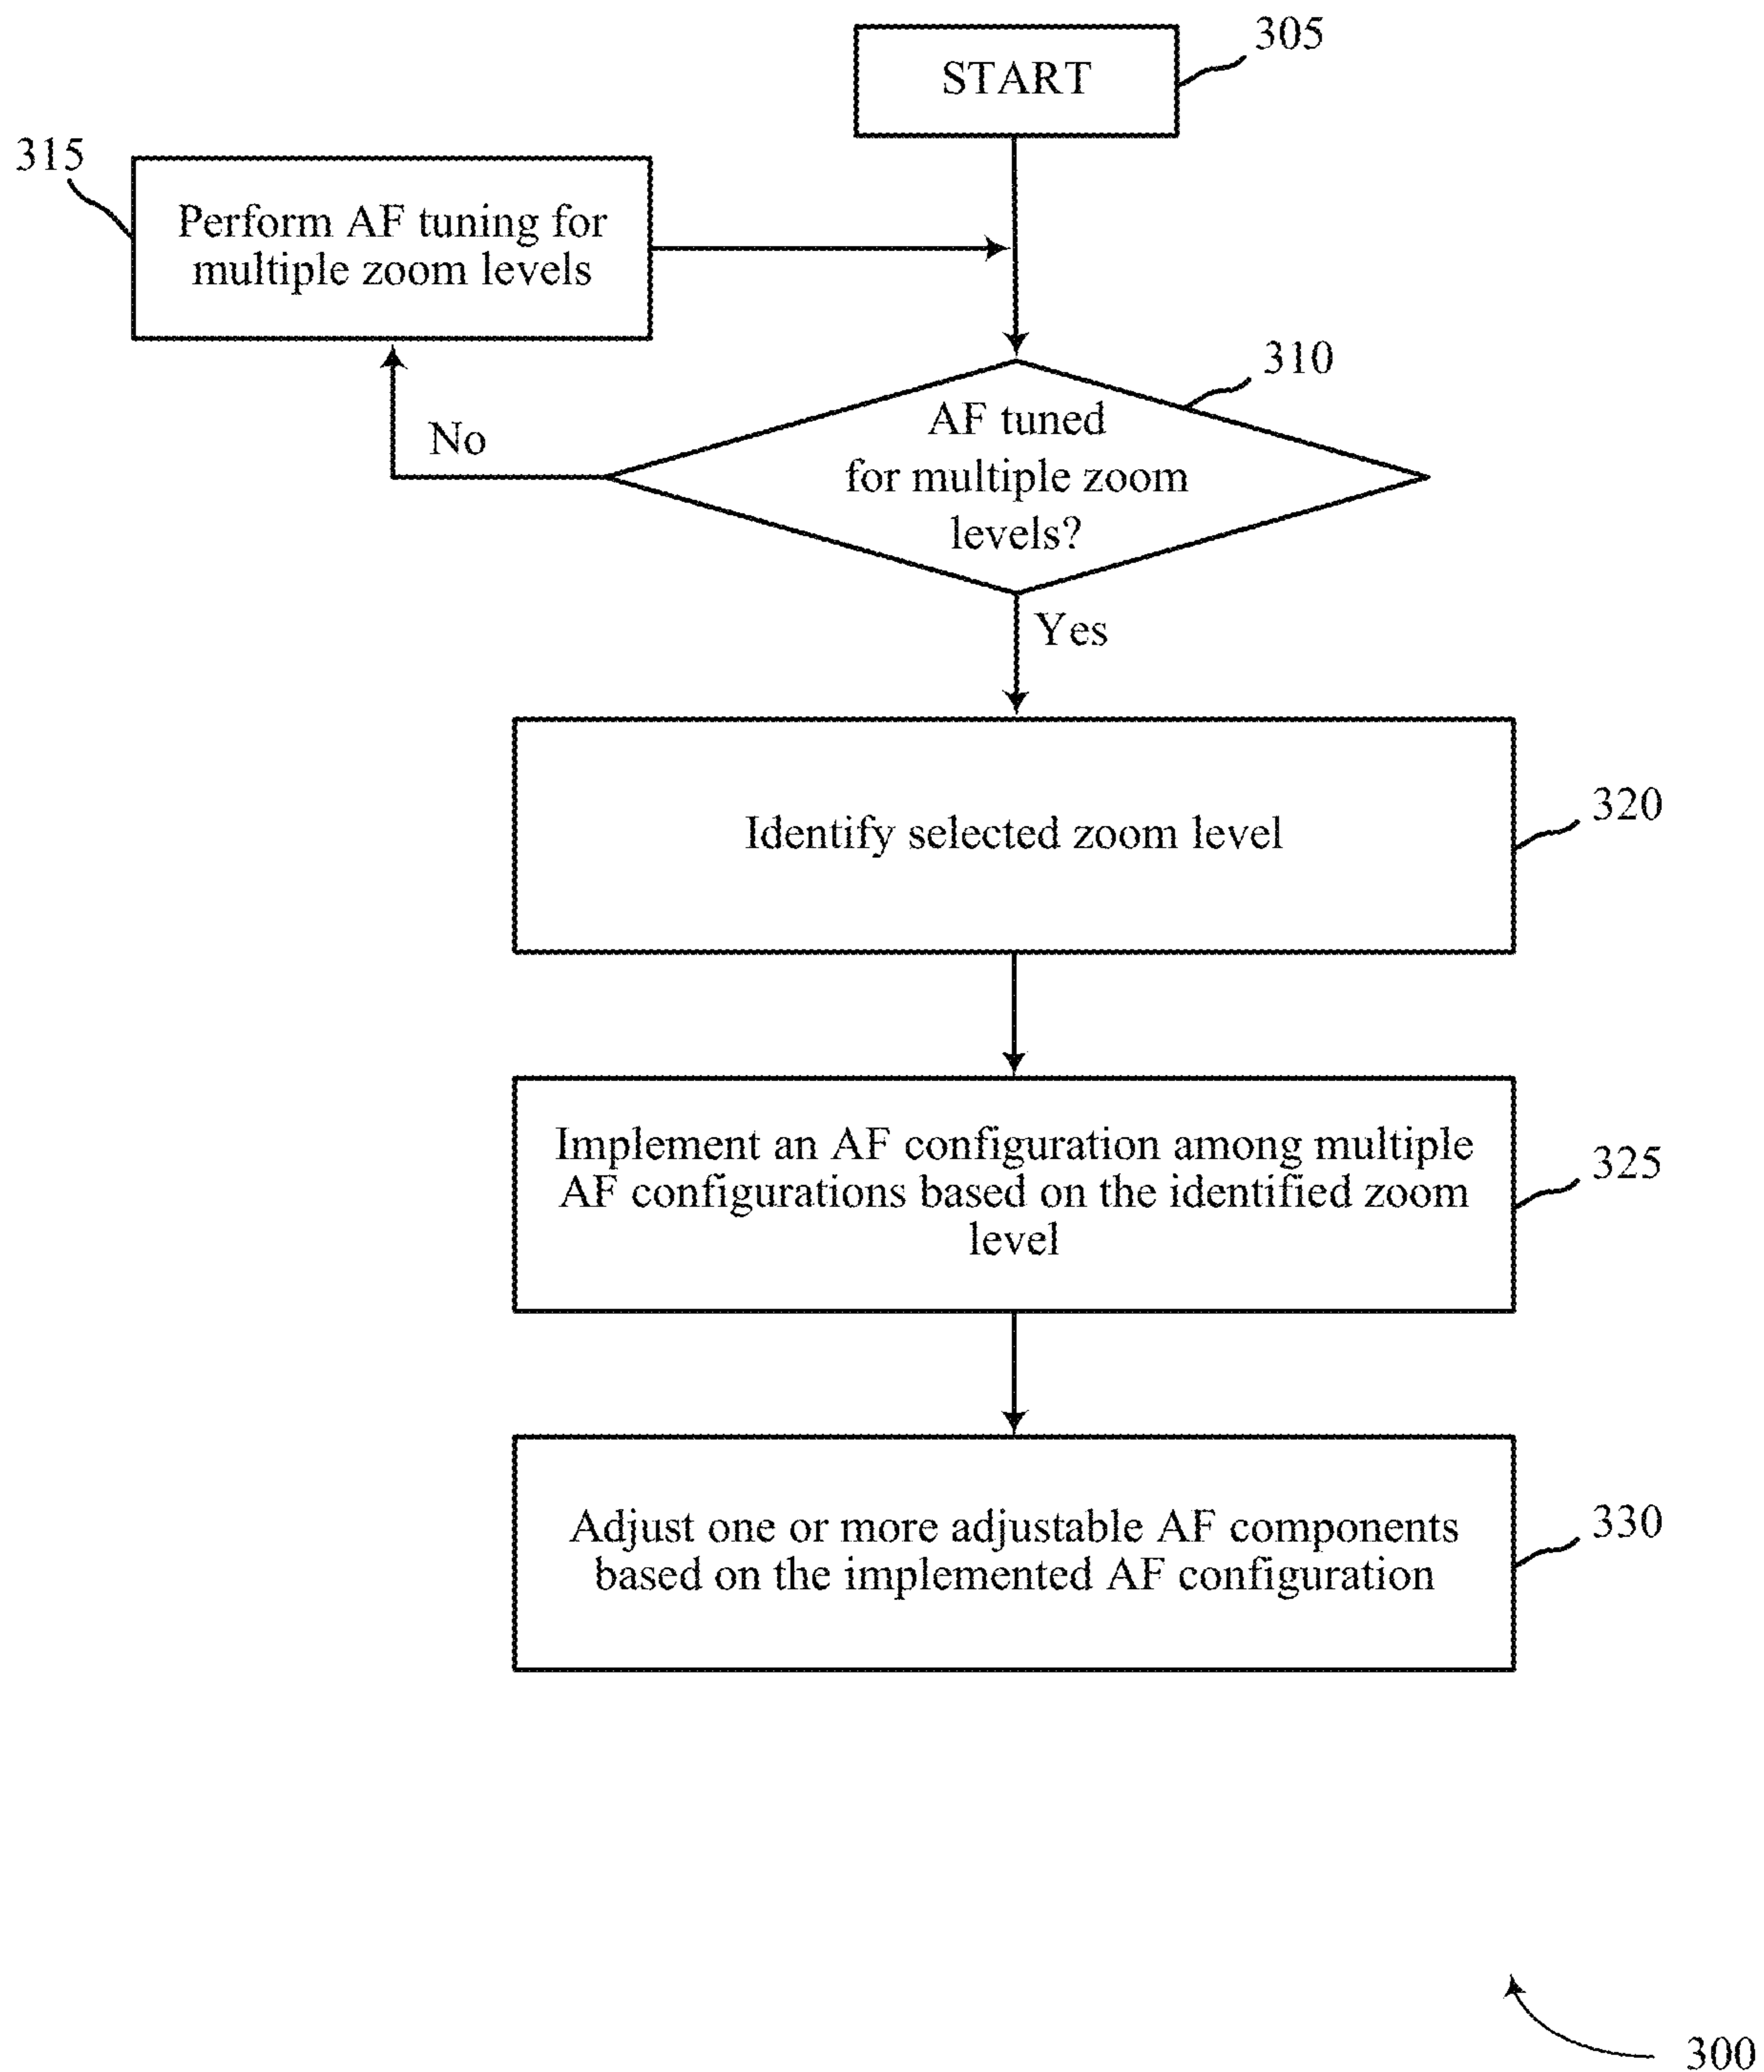 305
START
315
Perform AF tuning for
multiple zoom levels
310
AF tuned
for multiple zoom
levels?
No
Yes
320
Identify selected zoom level
325
Implement an AF configuration among multiple
AF configurations based on the identified zoom
level
330
Adjust one or more adjustable AF components
based on the implemented AF configuration
300